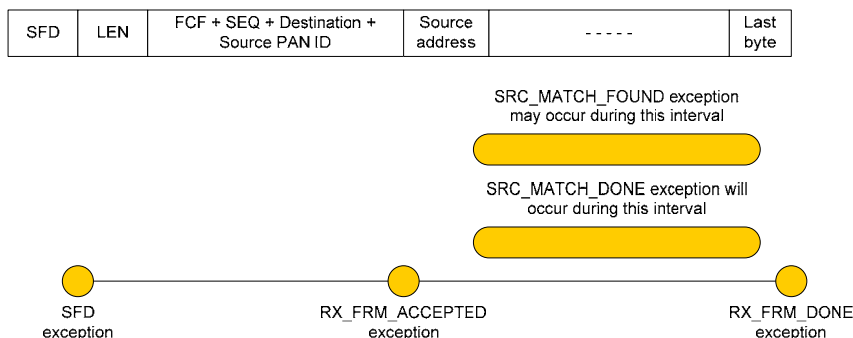 SFD
LEN
FCF + SEQ + Destination +
Source PAN ID
Source
address
- - - - -
Last
byte
SRC_MATCH_FOUND exception
may occur during this interval
SRC_MATCH_DONE exception will
occur during this interval
SFD
exception
RX_FRM_ACCEPTED
exception
RX_FRM_DONE
exception